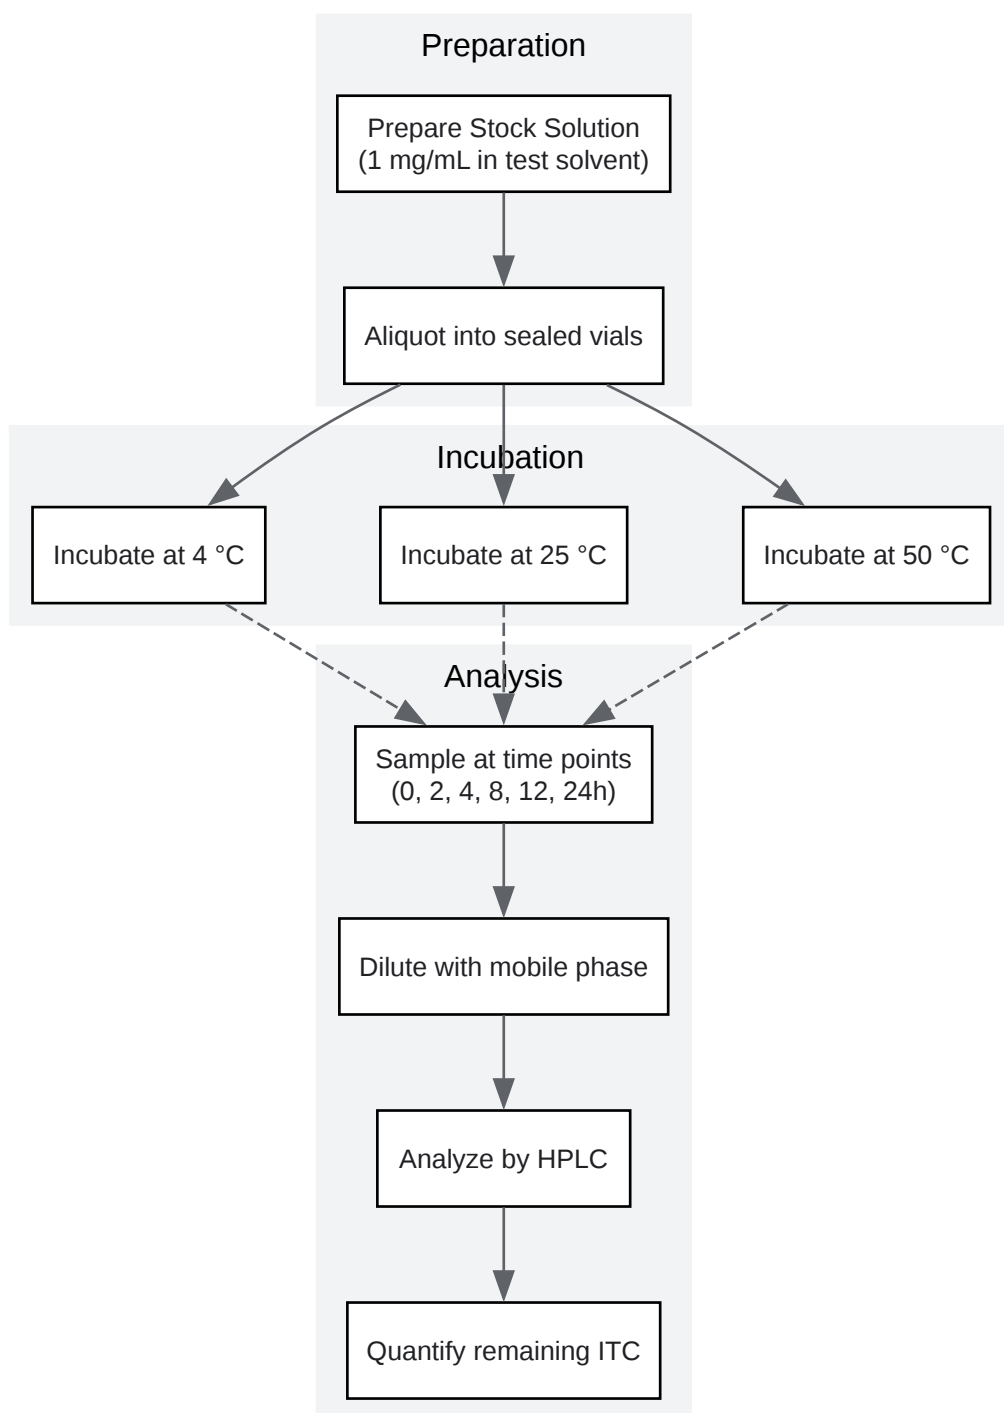 Preparation
Prepare Stock Solution
(1 mg/mL in test solvent)
Aliquot into sealed vials
Incubation
Incubate at 4 °C
Incubate at 25 °C
Incubate at 50 °C
Analysis
Sample at time points
(0, 2, 4, 8, 12, 24h)
Dilute with mobile phase
Analyze by HPLC
Quantify remaining ITC